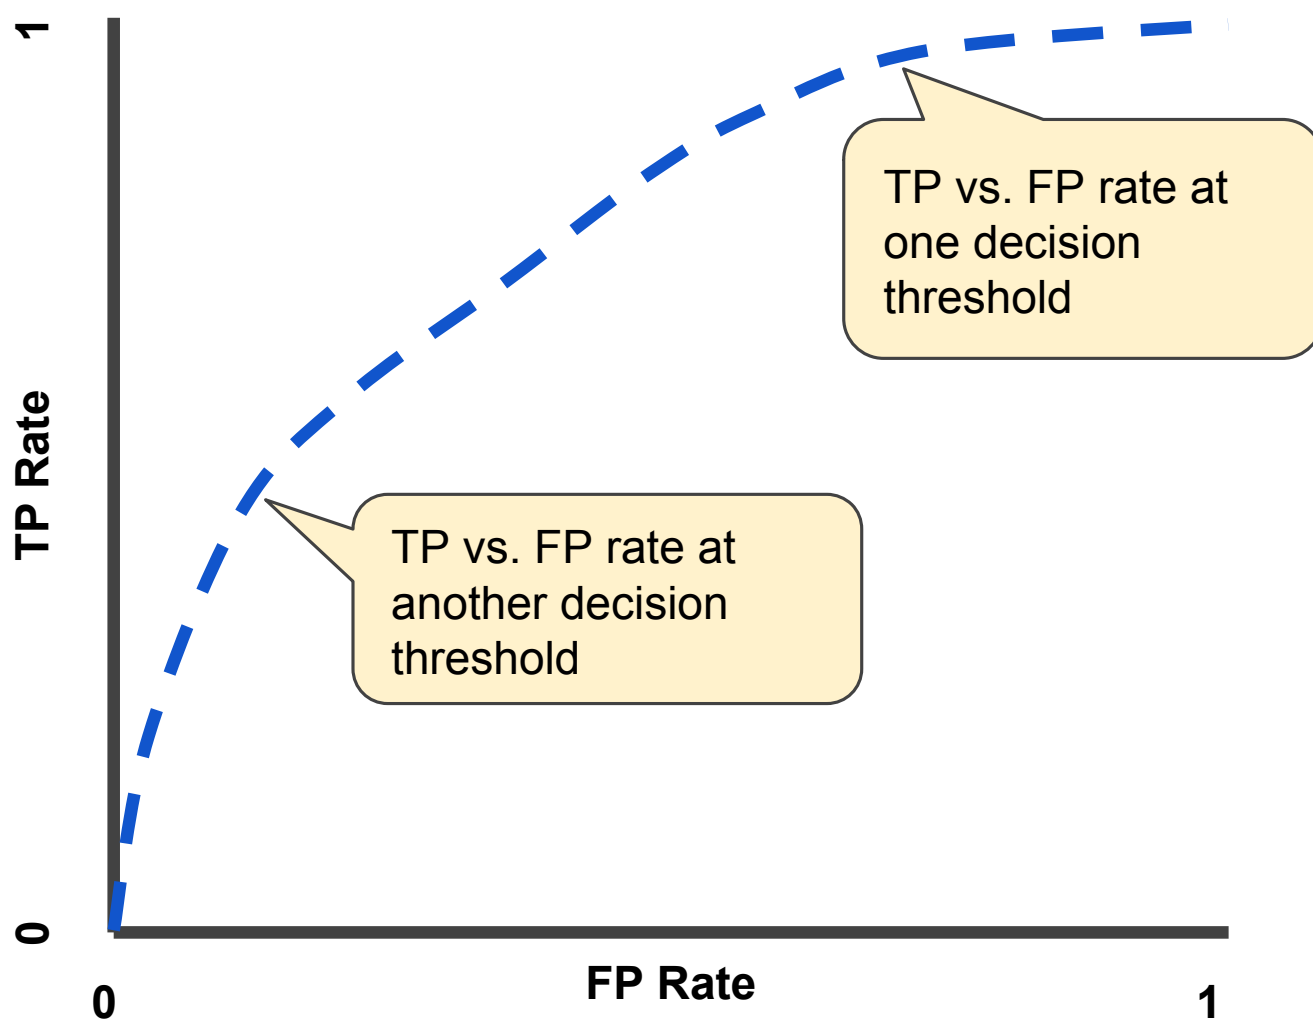 1
TP vs. FP rate at
one decision
threshold
TP Rate
TP vs. FP rate at
another decision
threshold
0
FP Rate
0
1